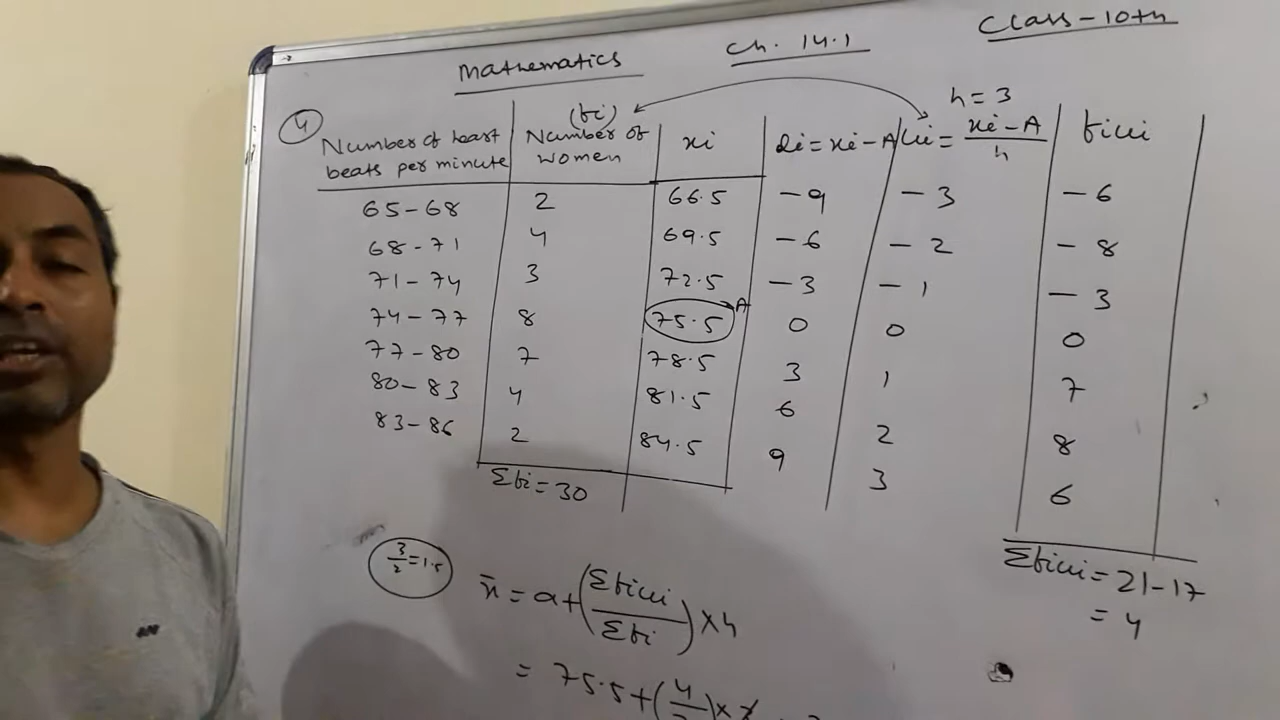 Class-10th
Mathematics
Ch. 14.1
h = 3
4
Number of heart beats per minute | (fi) Number of women | xi | di = xi - A | ui = xi - A / h | fiui
65-68 | 2 | 66.5 | -9 | -3 | -6
68-71 | 4 | 69.5 | -6 | -2 | -8
71-74 | 3 | 72.5 | -3 | -1 | -3
74-77 | 8 | 75.5 A | 0 | 0 | 0
77-80 | 7 | 78.5 | 3 | 1 | 7
80-83 | 4 | 81.5 | 6 | 2 | 8
83-86 | 2 | 84.5 | 9 | 3 | 6
Σfi = 30
Σfiui = 21-17
= 4
3/2 = 1.5
x̄ = a + (Σfiui / Σfi) × h
= 75.5 + (4